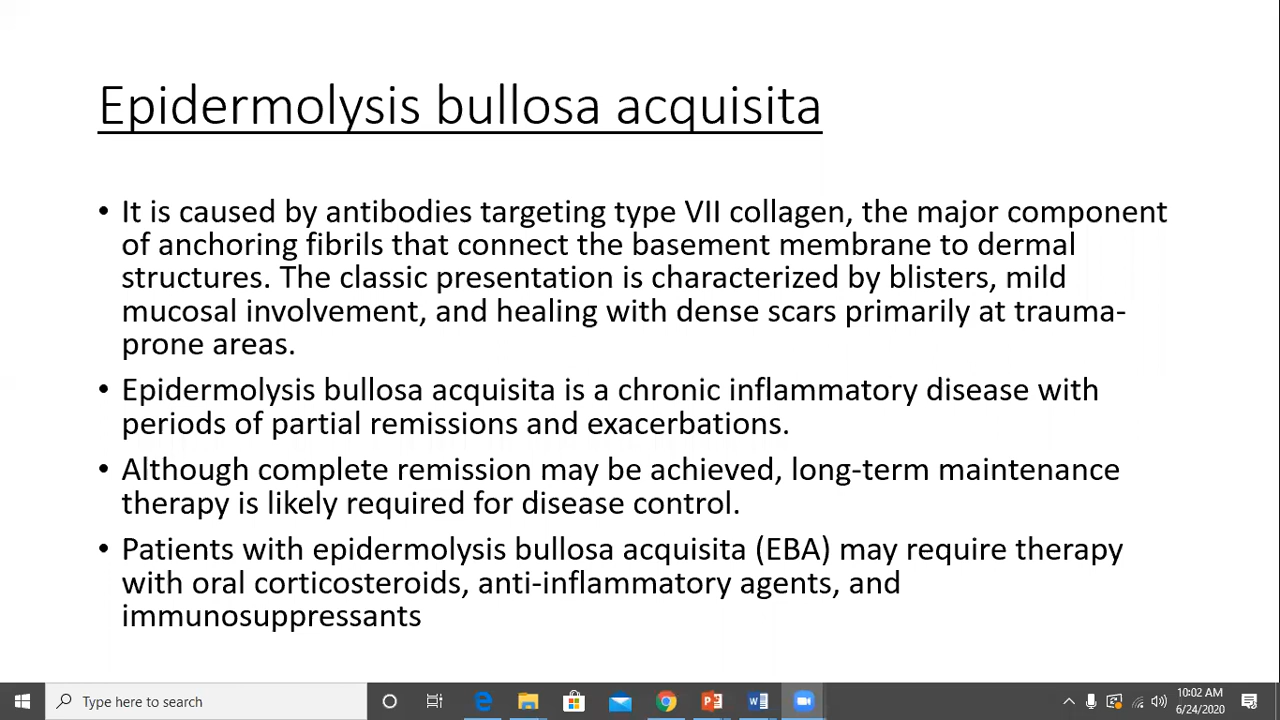 Epidermolysis bullosa acquisita
• It is caused by antibodies targeting type VII collagen, the major component
of anchoring fibrils that connect the basement membrane to dermal
structures. The classic presentation is characterized by blisters, mild
mucosal involvement, and healing with dense scars primarily at trauma-
prone areas.
• Epidermolysis bullosa acquisita is a chronic inflammatory disease with
periods of partial remissions and exacerbations.
• Although complete remission may be achieved, long-term maintenance
therapy is likely required for disease control.
• Patients with epidermolysis bullosa acquisita (EBA) may require therapy
with oral corticosteroids, anti-inflammatory agents, and
immunosuppressants
Type here to search
10:02 AM
6/24/2020